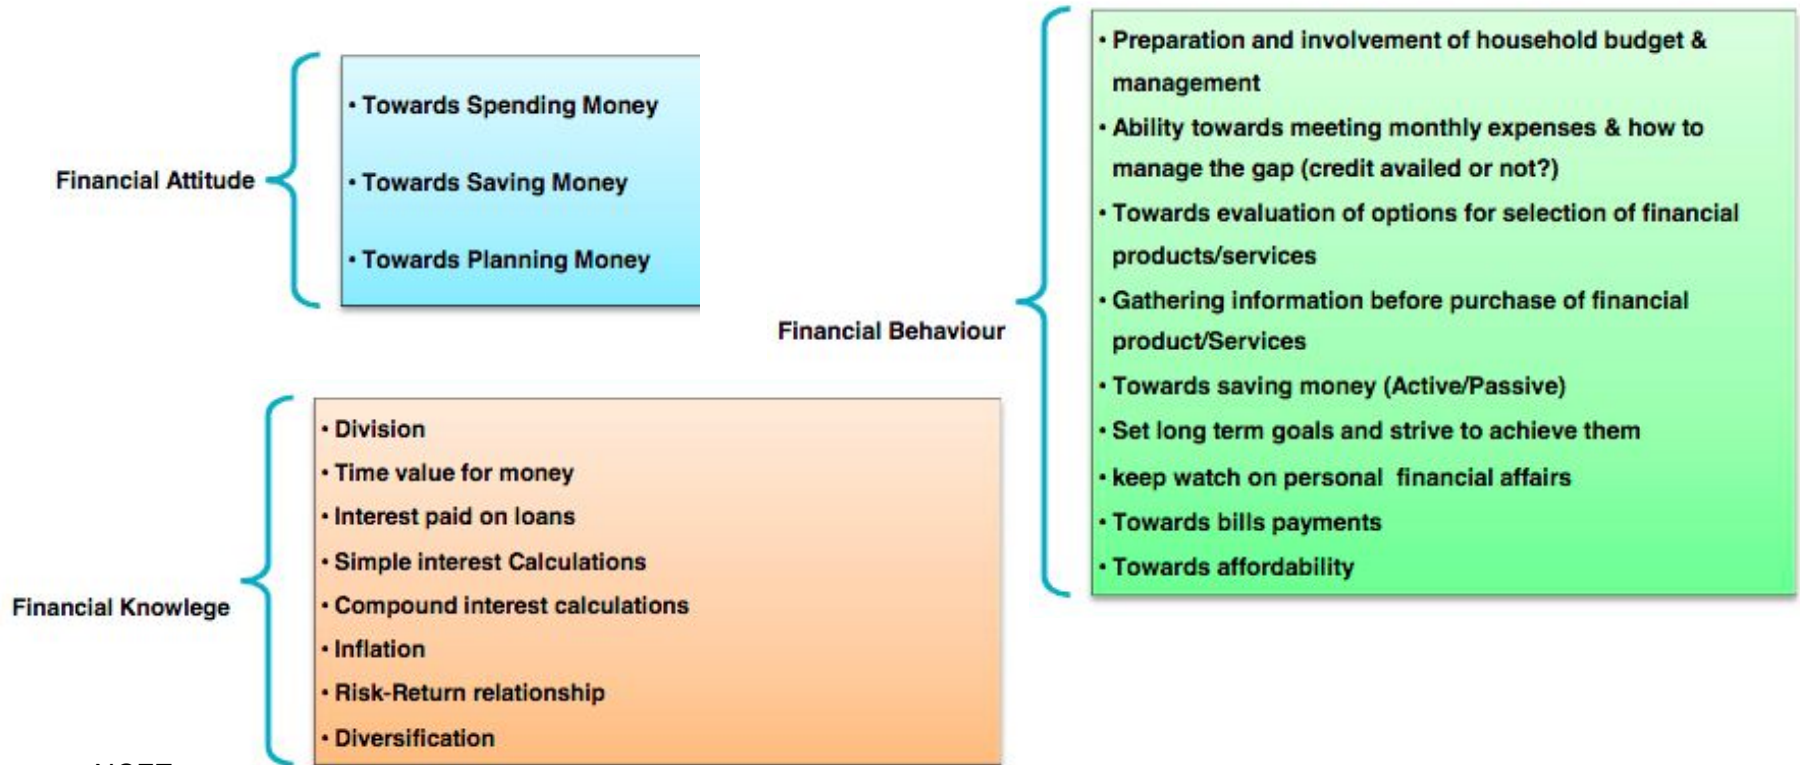 Financial Attitude
• Towards Spending Money
• Towards Saving Money
• Towards Planning Money
Financial Behaviour
• Preparation and involvement of household budget &
management
• Ability towards meeting monthly expenses & how to
manage the gap (credit availed or not?)
• Towards evaluation of options for selection of financial
products/services
• Gathering information before purchase of financial
product/Services
• Towards saving money (Active/Passive)
• Set long term goals and strive to achieve them
• keep watch on personal financial affairs
• Towards bills payments
• Towards affordability
Financial Knowlege
• Division
• Time value for money
• Interest paid on loans
• Simple interest Calculations
• Compound interest calculations
• Inflation
• Risk-Return relationship
• Diversification